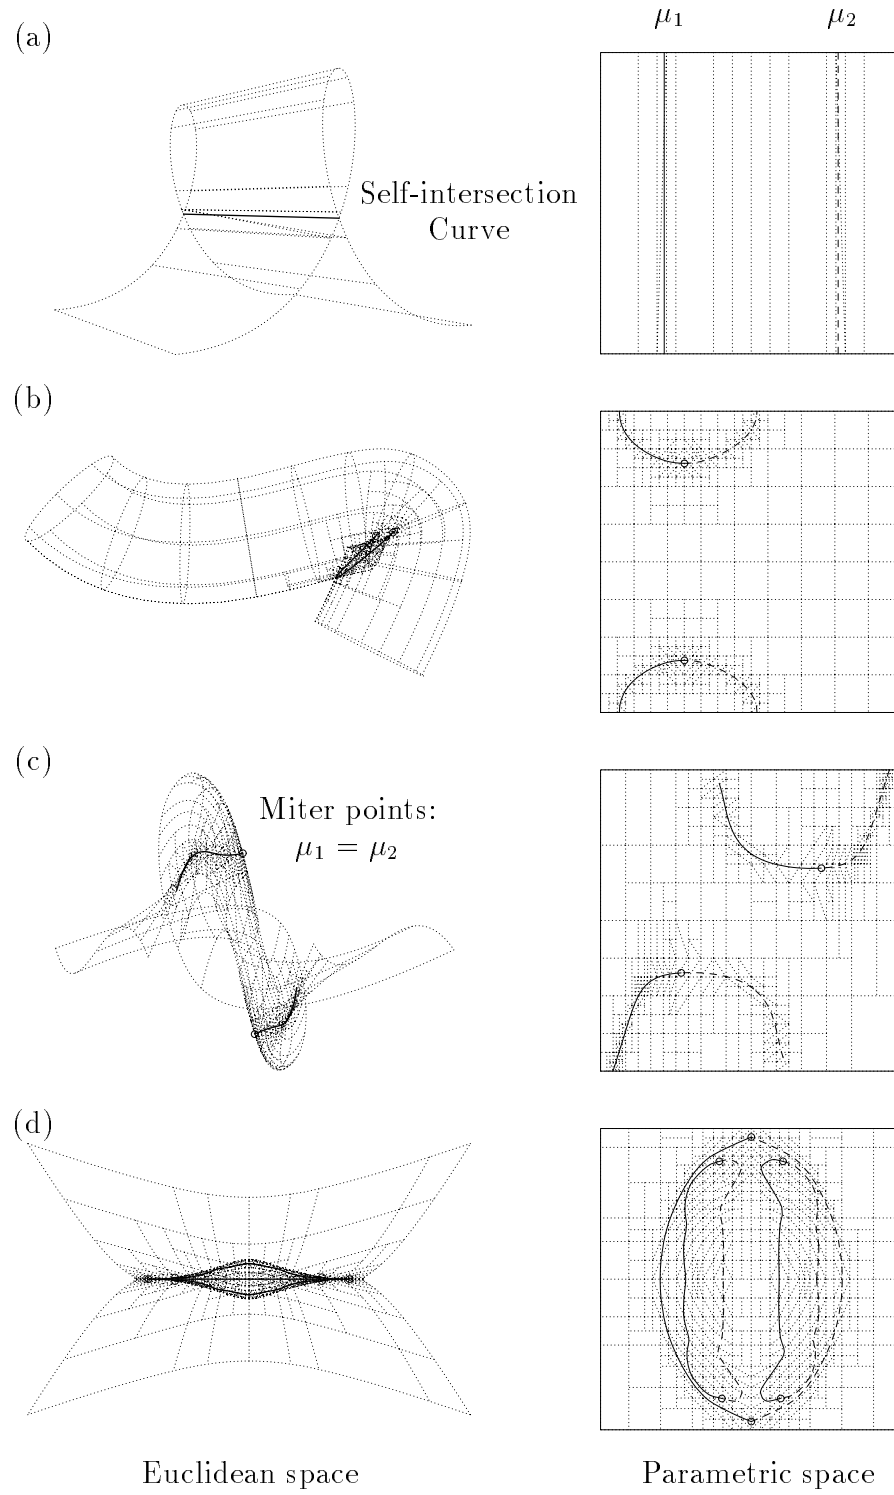 μ₁ μ₂
(a)
Self-intersection
Curve
(b)
(c)
Miter points:
μ₁ = μ₂
(d)
Euclidean space
Parametric space